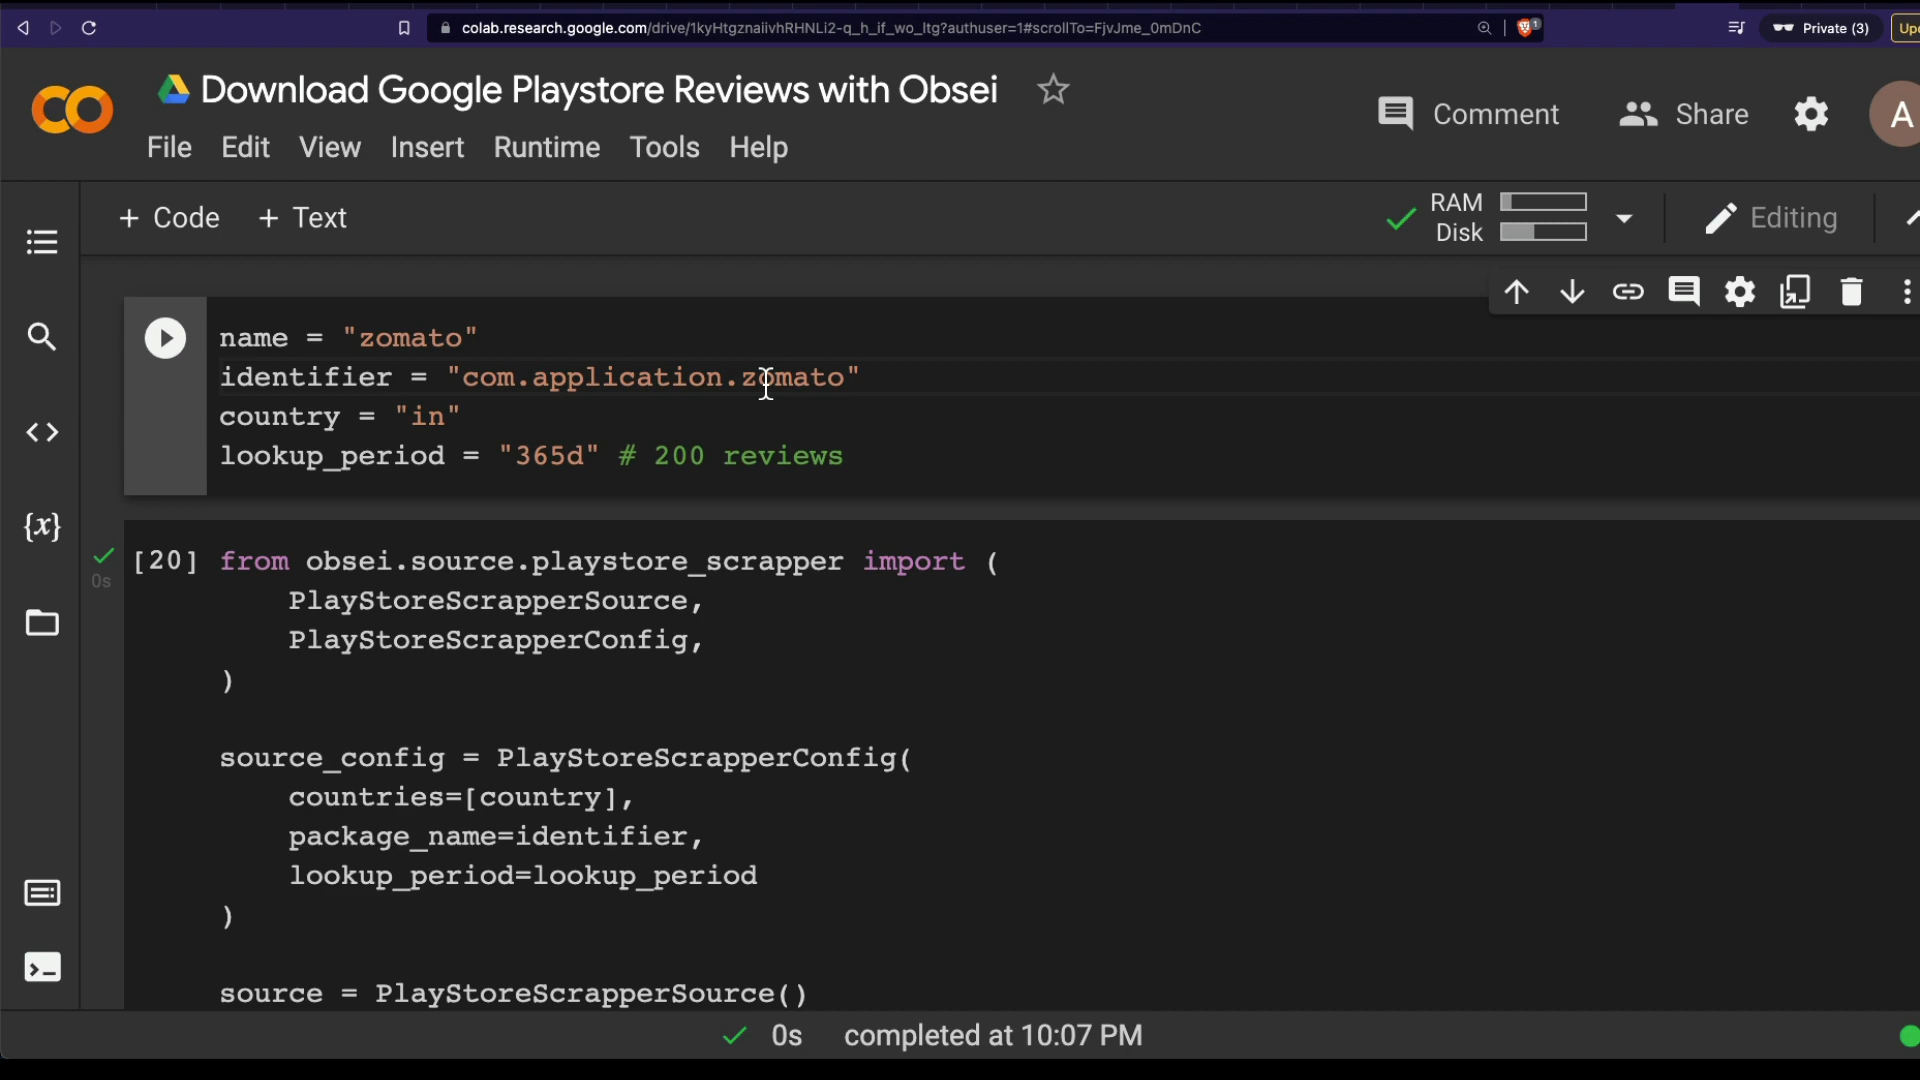 colab.research.google.com/drive/1kyHtgznaiivhRHNLi2-q_h_if_wo_ltg?authuser=1#scrollTo=FjvJme_0mDnC
1
Private (3)
Download Google Playstore Reviews with Obsei
Comment
Share
A
File Edit View Insert Runtime Tools Help
+ Code + Text
RAM
Disk
Editing
name = "zomato"
identifier = "com.application.zomato"
country = "in"
lookup_period = "365d" # 200 reviews
{x}
0s
[20] from obsei.source.playstore_scrapper import (
PlayStoreScrapperSource,
PlayStoreScrapperConfig,
)
source_config = PlayStoreScrapperConfig(
countries=[country],
package_name=identifier,
lookup_period=lookup_period
)
source = PlayStoreScrapperSource()
0s completed at 10:07 PM